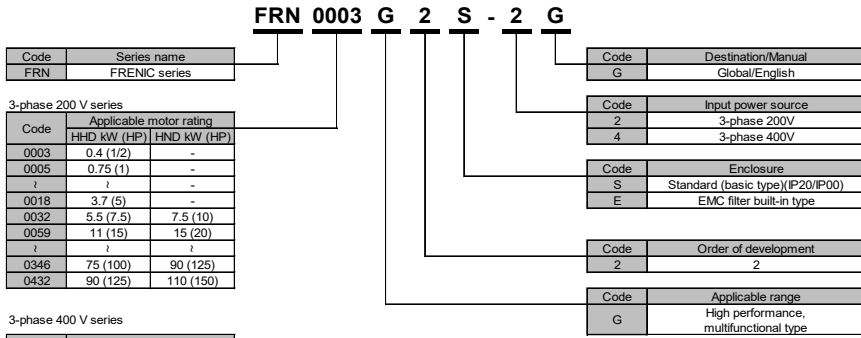 FRN 0003 G 2 S - 2 G
Code Series name
FRN FRENIC series
3-phase 200 V series
Code Applicable motor rating
HHD kW (HP) HND kW (HP)
0003 0.4 (1/2) -
0005 0.75 (1) -
≀ ≀ -
0018 3.7 (5) -
0032 5.5 (7.5) 7.5 (10)
0059 11 (15) 15 (20)
≀ ≀ ≀
0346 75 (100) 90 (125)
0432 90 (125) 110 (150)
3-phase 400 V series
Code Destination/Manual
G Global/English
Code Input power source
2 3-phase 200V
4 3-phase 400V
Code Enclosure
S Standard (basic type)(IP20/IP00)
E EMC filter built-in type
Code Order of development
2 2
Code Applicable range
G High performance,
multifunctional type